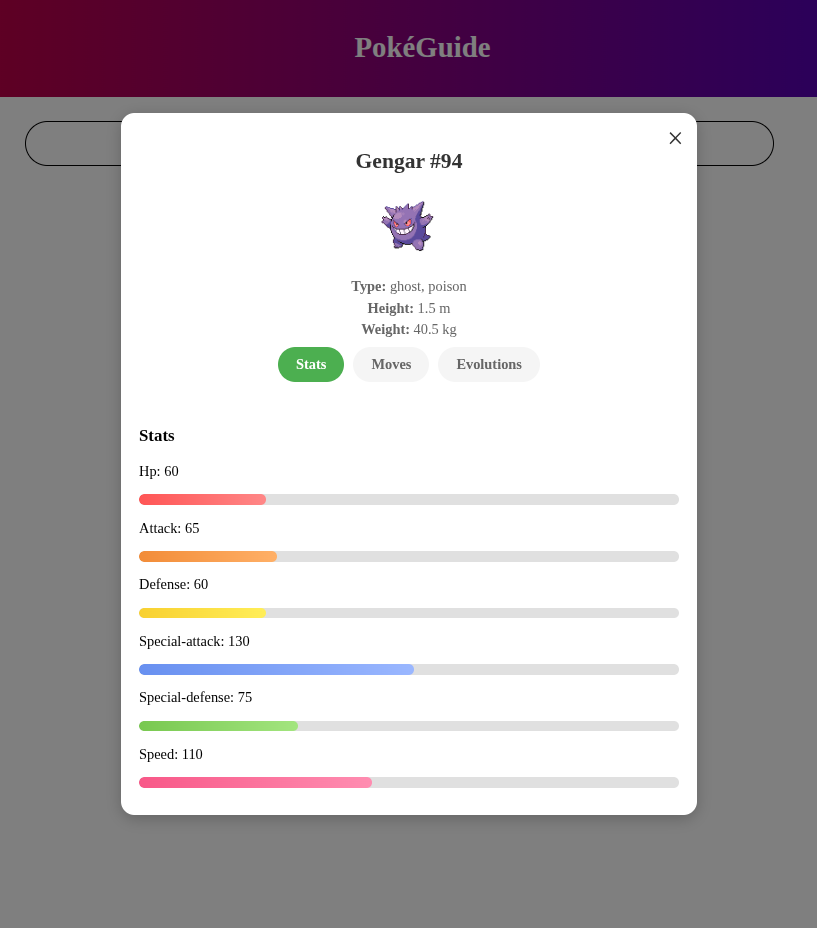 PokéGuide
Gengar #94
Type: ghost, poison
Height: 1.5 m
Weight: 40.5 kg
Stats Moves Evolutions
Stats
Hp: 60
Attack: 65
Defense: 60
Special-attack: 130
Special-defense: 75
Speed: 110